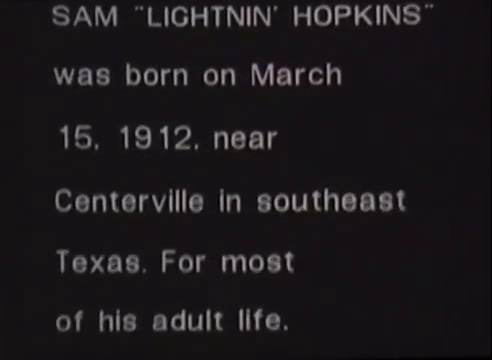 SAM "LIGHTNIN' HOPKINS"
was born on March
15, 1912, near
Centerville in southeast
Texas. For most
of his adult life,